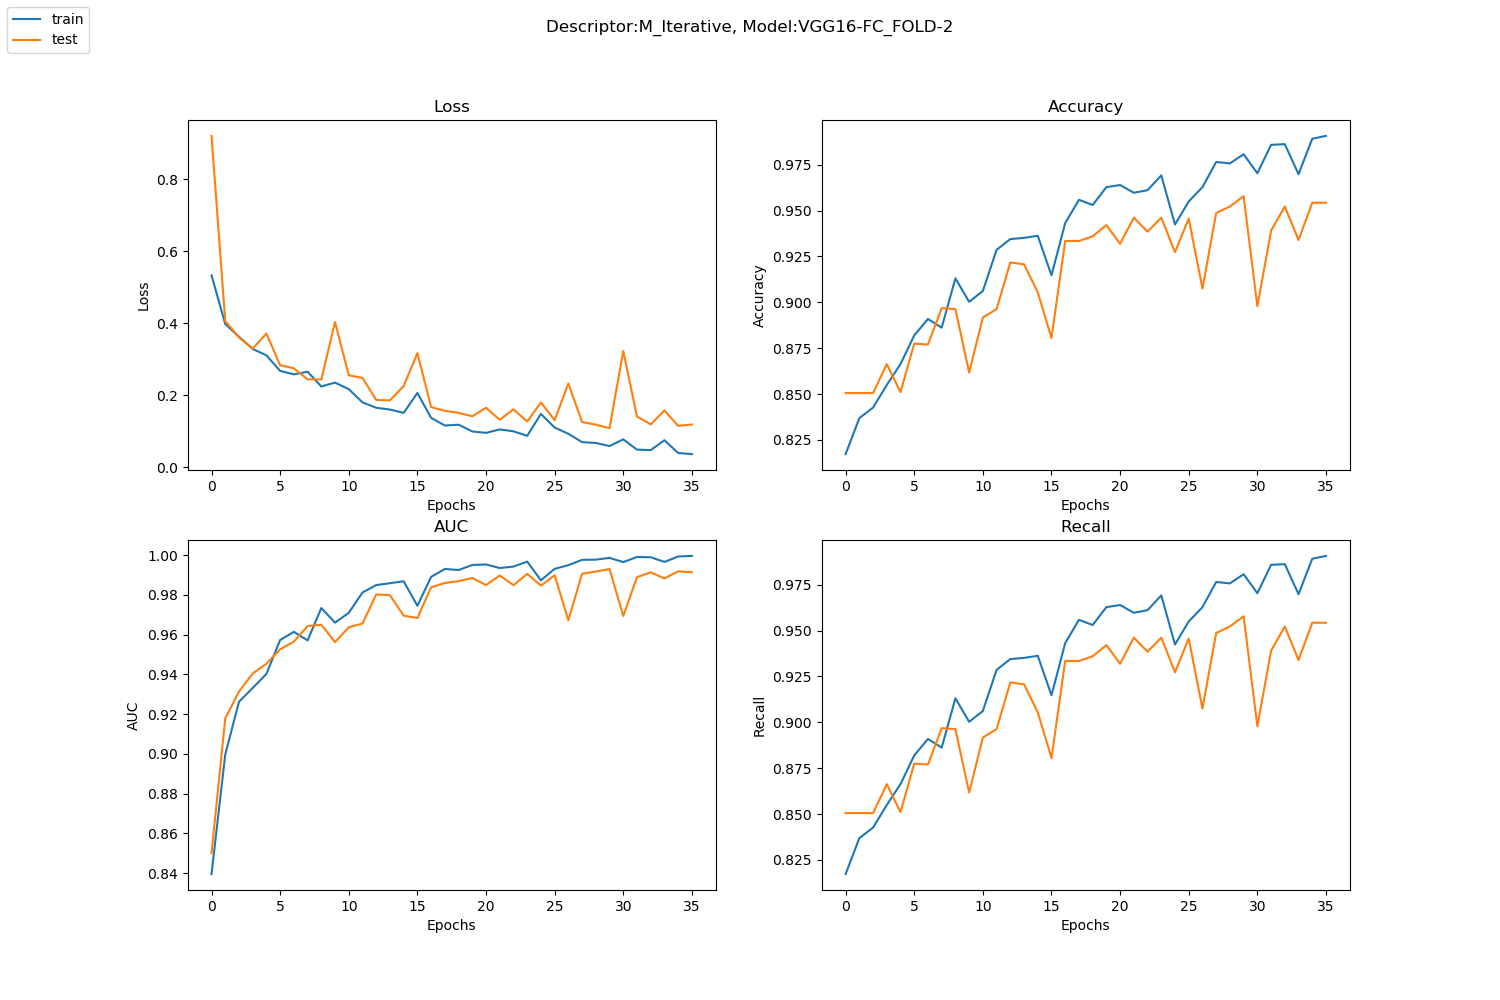 train
test
Descriptor:M_Iterative, Model:VGG16-FC_FOLD-2
Loss
Loss
0.8
0.6
0.4
0.2
0.0
0 5 10 15 20 25 30 35
Epochs
Accuracy
Accuracy
0.975
0.950
0.925
0.900
0.875
0.850
0.825
0 5 10 15 20 25 30 35
Epochs
AUC
AUC
1.00
0.98
0.96
0.94
0.92
0.90
0.88
0.86
0.84
0 5 10 15 20 25 30 35
Epochs
Recall
Recall
0.975
0.950
0.925
0.900
0.875
0.850
0.825
0 5 10 15 20 25 30 35
Epochs